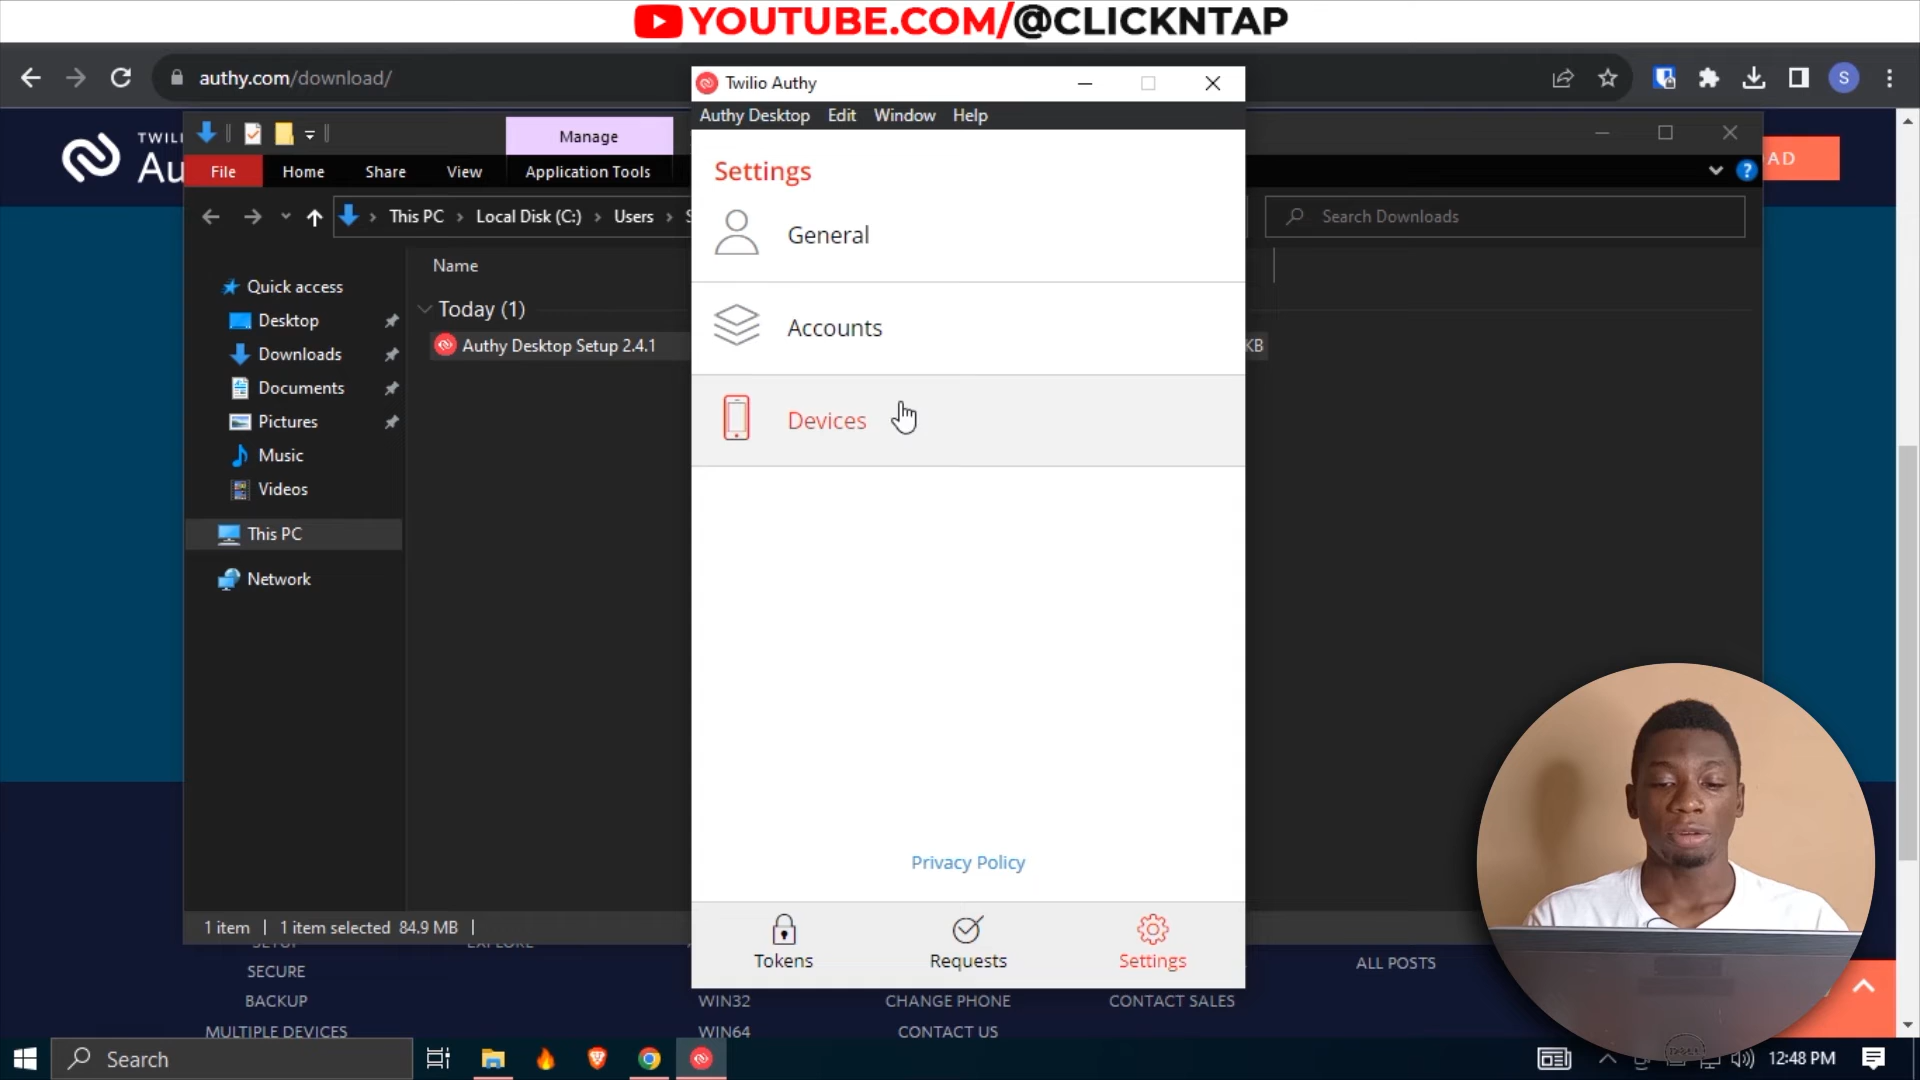 YOUTUBE.COM/@CLICKNTAP
authy.com/download/
S
Twilio Authy
Authy Desktop Edit Window Help
TWILI
Au
AD
Manage
File Home Share View Application Tools
This PC > Local Disk (C:) > Users > S
Search Downloads
Name
Quick access
Desktop
Downloads
Documents
Pictures
Music
Videos
This PC
Network
Today (1)
Authy Desktop Setup 2.4.1
KB
Settings
General
Accounts
Devices
Privacy Policy
Tokens Requests Settings
1 item 1 item selected 84.9 MB
SETUP
EXPLORE
SECURE
BACKUP
MULTIPLE DEVICES
WIN32
WIN64
CHANGE PHONE
CONTACT US
CONTACT SALES
ALL POSTS
Search
12:48 PM